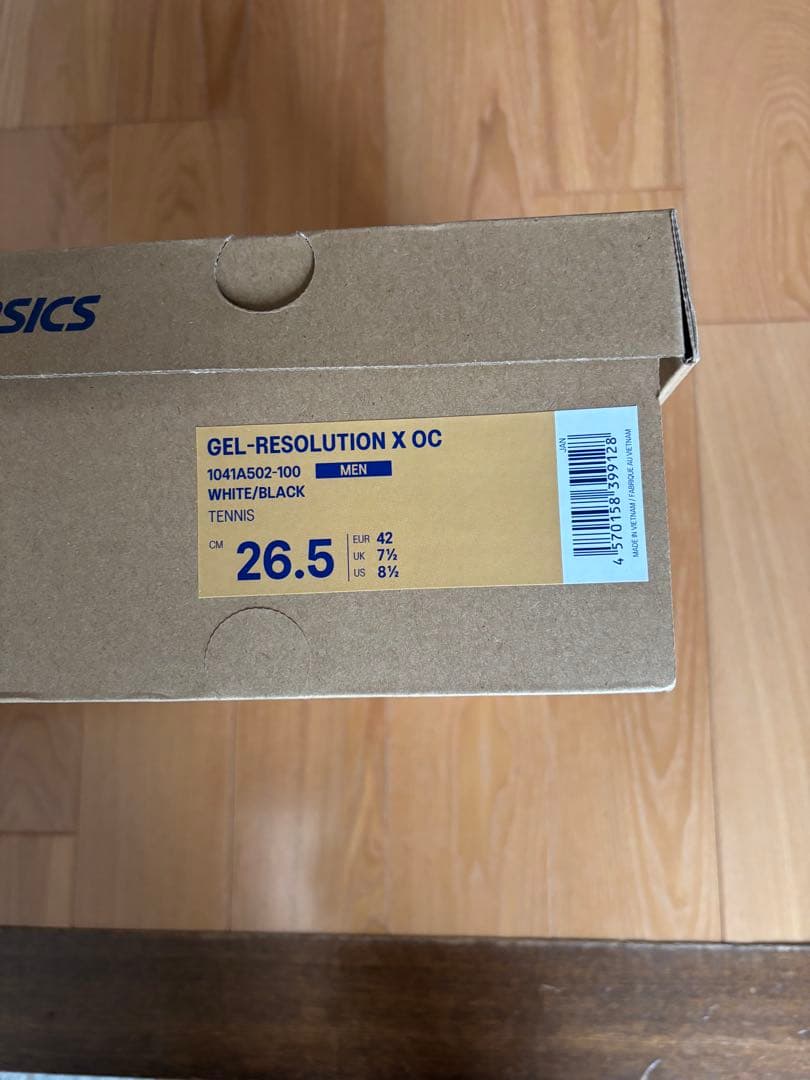 asics
GEL-RESOLUTION X OC
1041A502-100 MEN
WHITE/BLACK
TENNIS
CM 26.5
EUR 42
UK 7½
US 8½
JAN
4 570158 399128
MADE IN VIETNAM / FABRIQUE AU VIETNAM